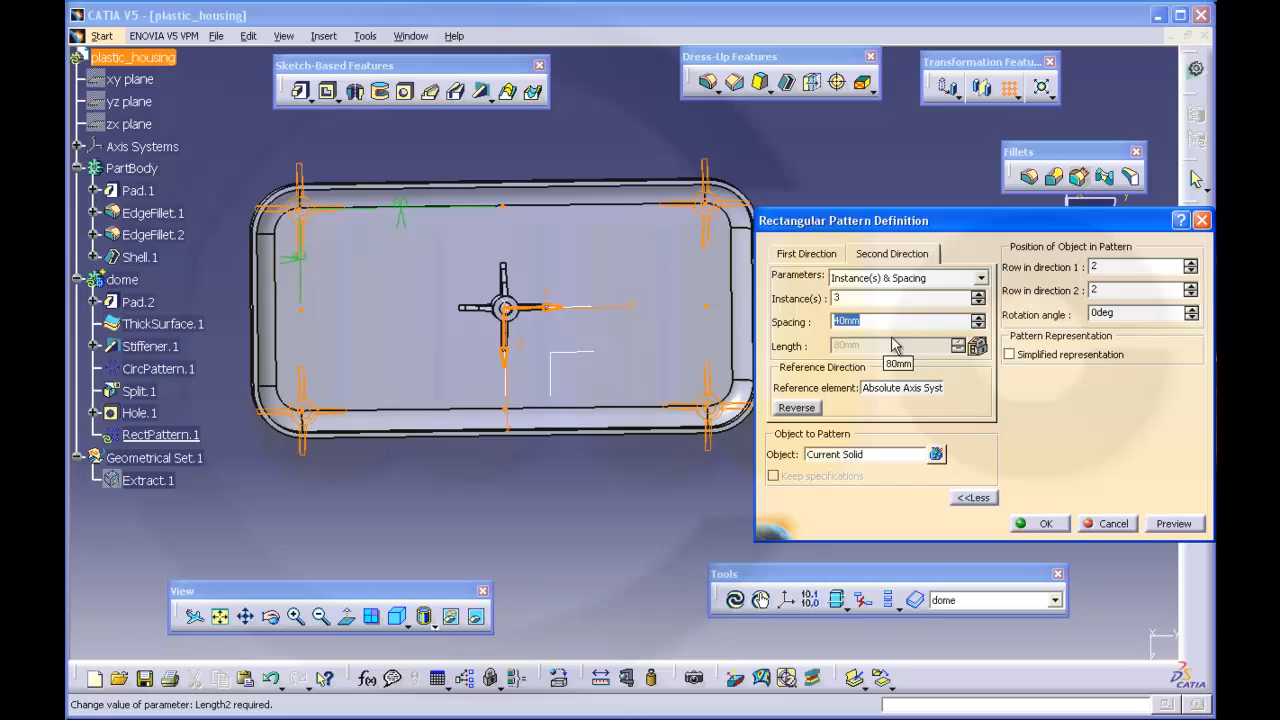 CATIA V5 - [plastic_housing]
Start ENOVIA V5 VPM File Edit View Insert Tools Window Help
plastic_housing
xy plane
yz plane
zx plane
Axis Systems
PartBody
Pad.1
EdgeFillet.1
EdgeFillet.2
Shell.1
dome
Pad.2
ThickSurface.1
Stiffener.1
CircPattern.1
Split.1
Hole.1
RectPattern.1
Geometrical Set.1
Extract.1
Sketch-Based Features
Dress-Up Features
Transformation Featu...
Fillets
Rectangular Pattern Definition
First Direction Second Direction
Parameters: Instance(s) & Spacing
Instance(s) : 3
Spacing : 40mm
Length : 80mm
80mm
Reference Direction
Reference element: Absolute Axis Syst
Reverse
Object to Pattern
Object: Current Solid
Keep specifications
<<Less
Position of Object in Pattern
Row in direction 1 : 2
Row in direction 2 : 2
Rotation angle : 0deg
Pattern Representation
Simplified representation
OK Cancel Preview
View
Tools
10,1
10,0
dome
f(x)
X Y
Z
CATIA
Change value of parameter: Length2 required.